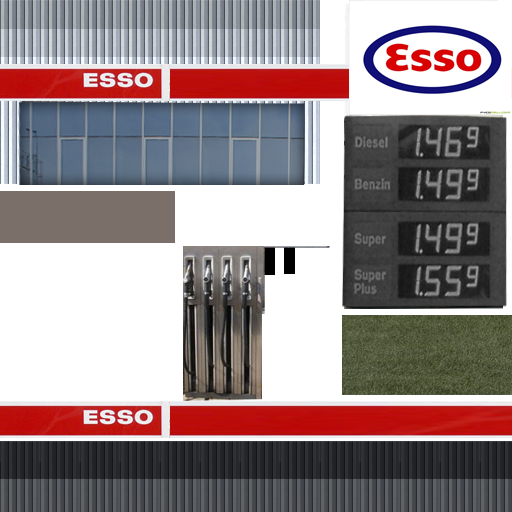 Esso
ESSO
Diesel 1.46⁹
Benzin 1.49⁹
Super 1.49⁹
Super Plus 1.55⁹
ESSO